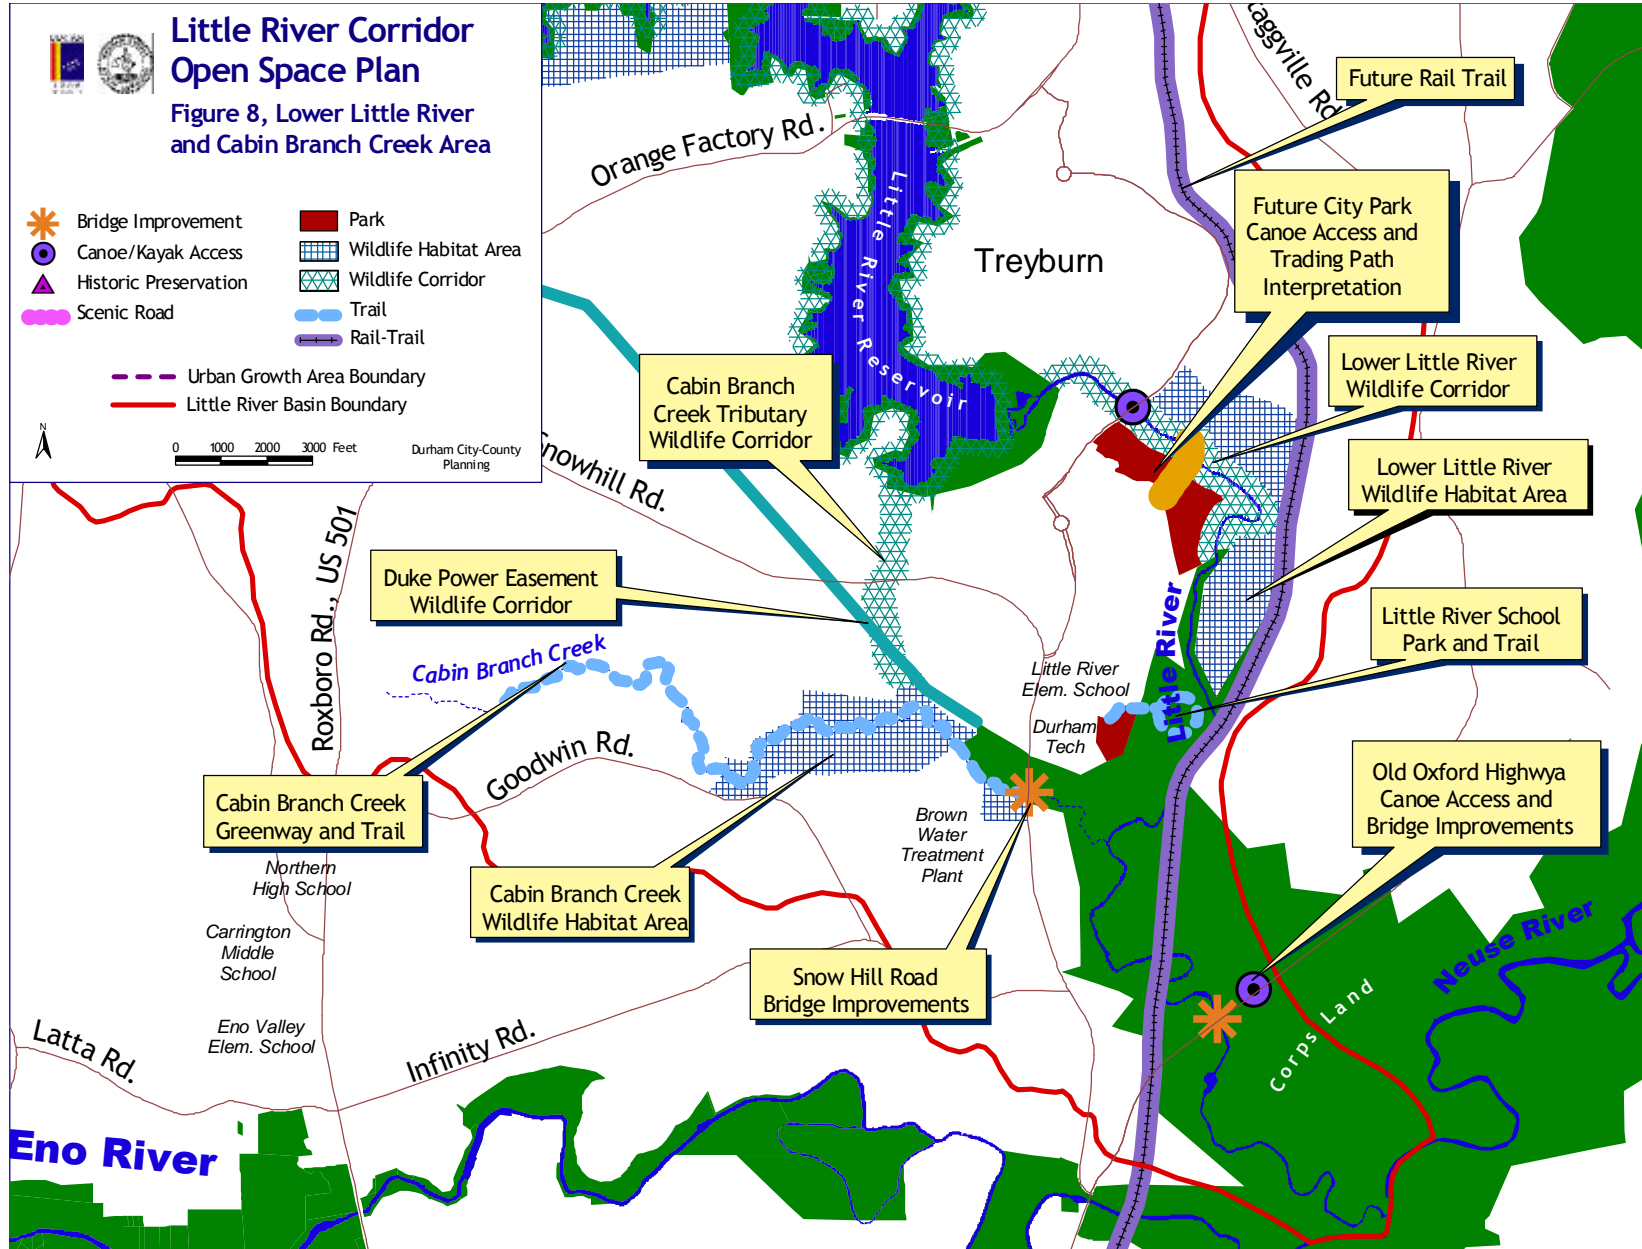 Little River Corridor
Open Space Plan
Figure 8, Lower Little River
and Cabin Branch Creek Area
Bridge Improvement
Canoe/Kayak Access
Historic Preservation
Scenic Road
Park
Wildlife Habitat Area
Wildlife Corridor
Trail
Rail-Trail
Urban Growth Area Boundary
Little River Basin Boundary
N
0 1000 2000 3000 Feet
Durham City-County
Planning
taggville Rd
Future Rail Trail
Orange Factory Rd.
Little River Reservoir
Treyburn
Future City Park
Canoe Access and
Trading Path
Interpretation
Lower Little River
Wildlife Corridor
Cabin Branch
Creek Tributary
Wildlife Corridor
Snowhill Rd.
Lower Little River
Wildlife Habitat Area
Roxboro Rd., US 501
Duke Power Easement
Wildlife Corridor
Little River
Little River School
Park and Trail
Cabin Branch Creek
Little River
Elem. School
Durham
Tech
Goodwin Rd.
Old Oxford Highwya
Canoe Access and
Bridge Improvements
Cabin Branch Creek
Greenway and Trail
Brown
Water
Treatment
Plant
Northern
High School
Cabin Branch Creek
Wildlife Habitat Area
Carrington
Middle
School
Neuse River
Snow Hill Road
Bridge Improvements
Corps Land
Eno Valley
Elem. School
Latta Rd.
Infinity Rd.
Eno River